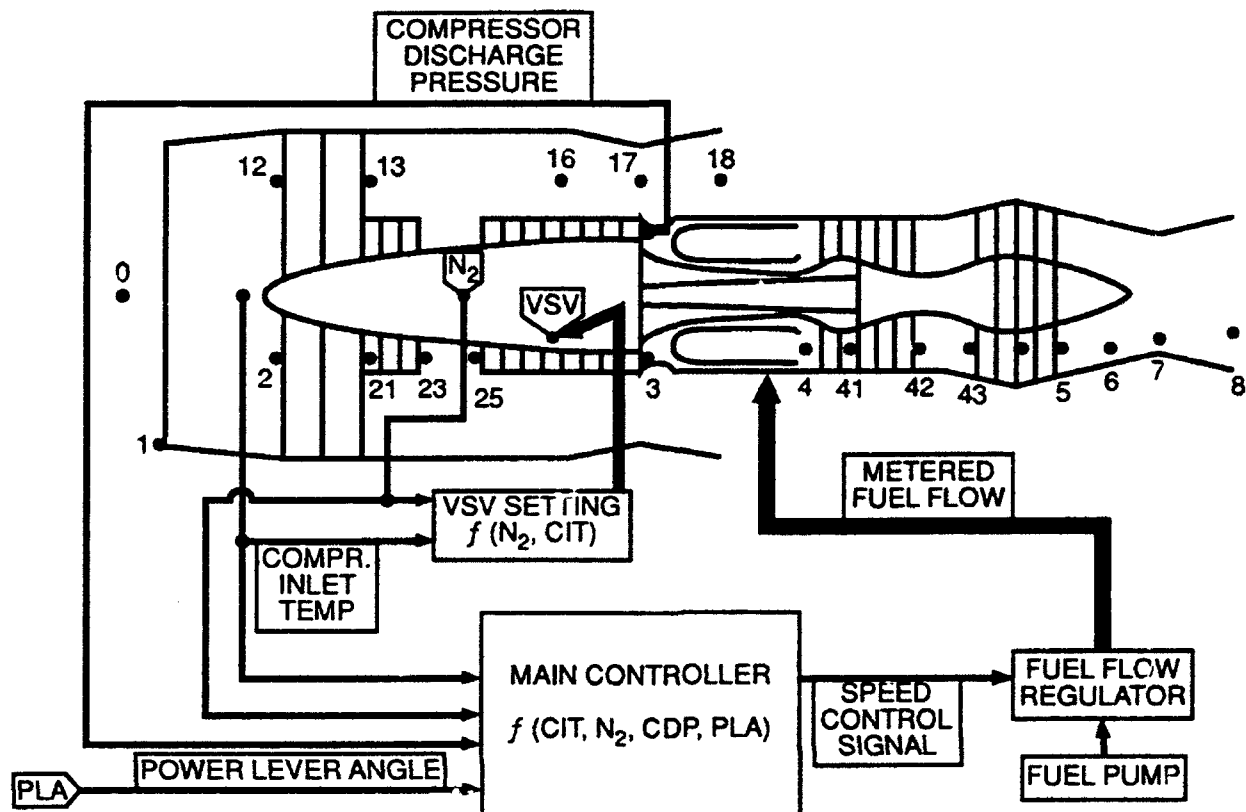 COMPRESSOR
DISCHARGE
PRESSURE
12
13
16
17
18
0
N2
VSV
2
21
23
25
3
4
41
42
43
5
6
7
8
1
METERED
FUEL FLOW
VSV SETTING
f (N2, CIT)
COMPR.
INLET
TEMP
MAIN CONTROLLER
f (CIT, N2, CDP, PLA)
SPEED
CONTROL
SIGNAL
FUEL FLOW
REGULATOR
POWER LEVER ANGLE
PLA
FUEL PUMP